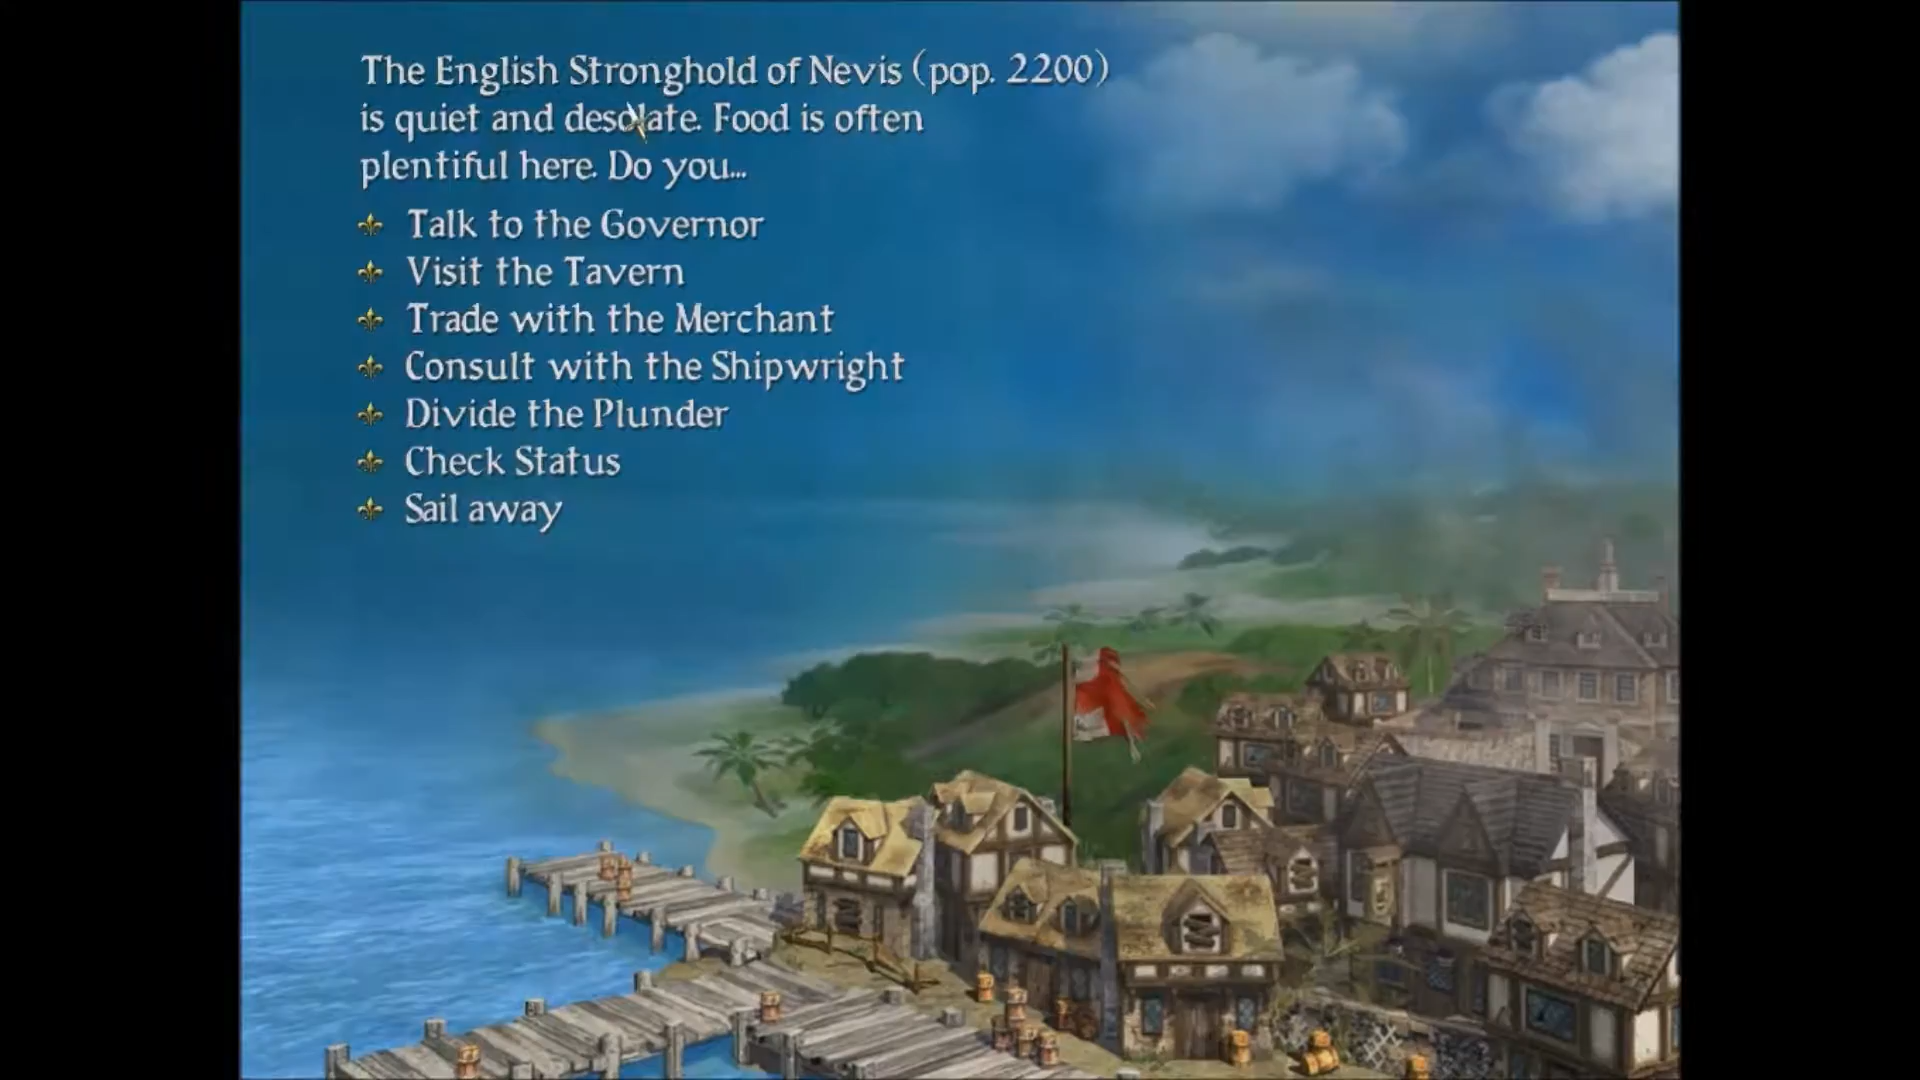 The English Stronghold of Nevis (pop. 2200)
is quiet and desolate. Food is often
plentiful here. Do you...
Talk to the Governor
Visit the Tavern
Trade with the Merchant
Consult with the Shipwright
Divide the Plunder
Check Status
Sail away